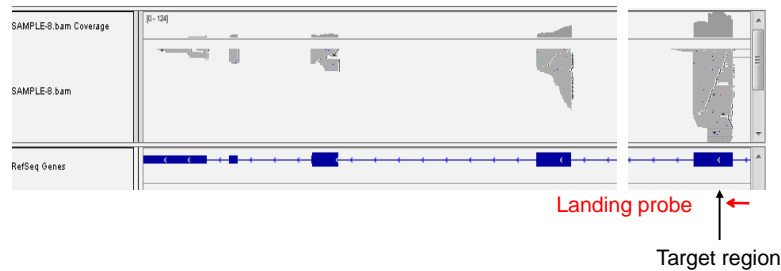 SAMPLE-8.bam Coverage
[0 - 124]
SAMPLE-8.bam
RefSeq Genes
Landing probe
Target region